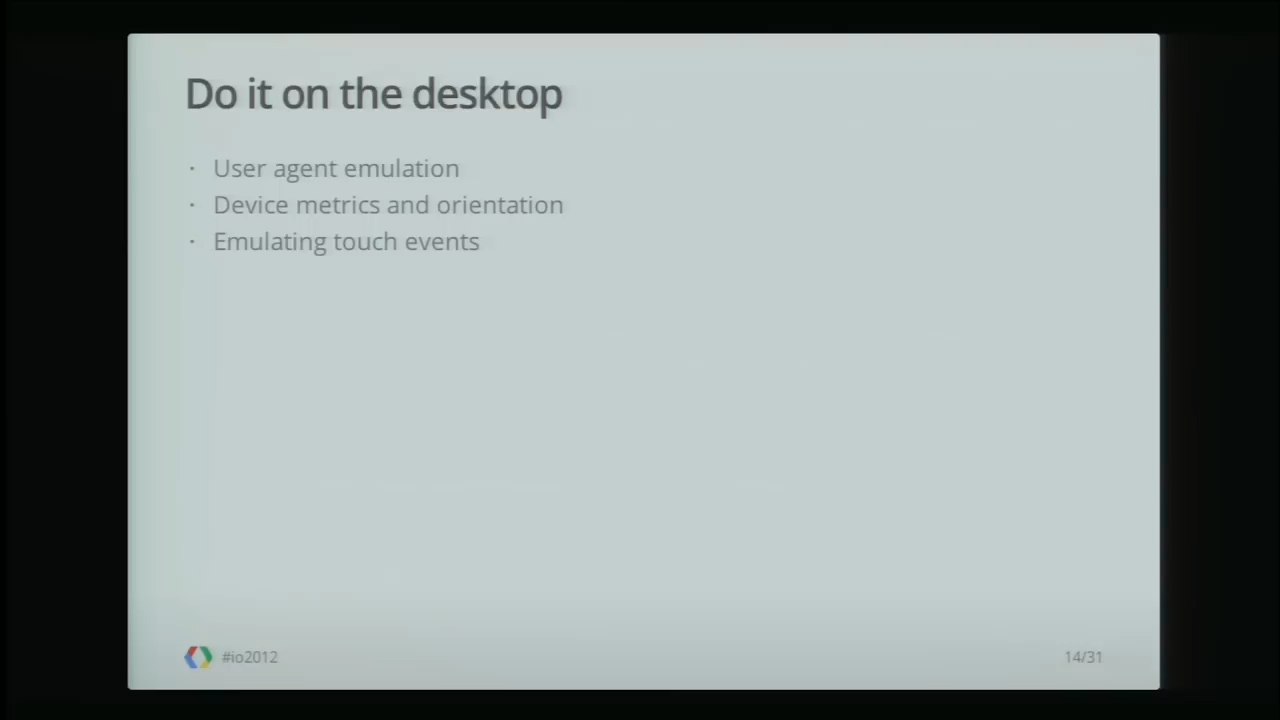 Do it on the desktop
· User agent emulation
· Device metrics and orientation
· Emulating touch events
#io2012
14/31